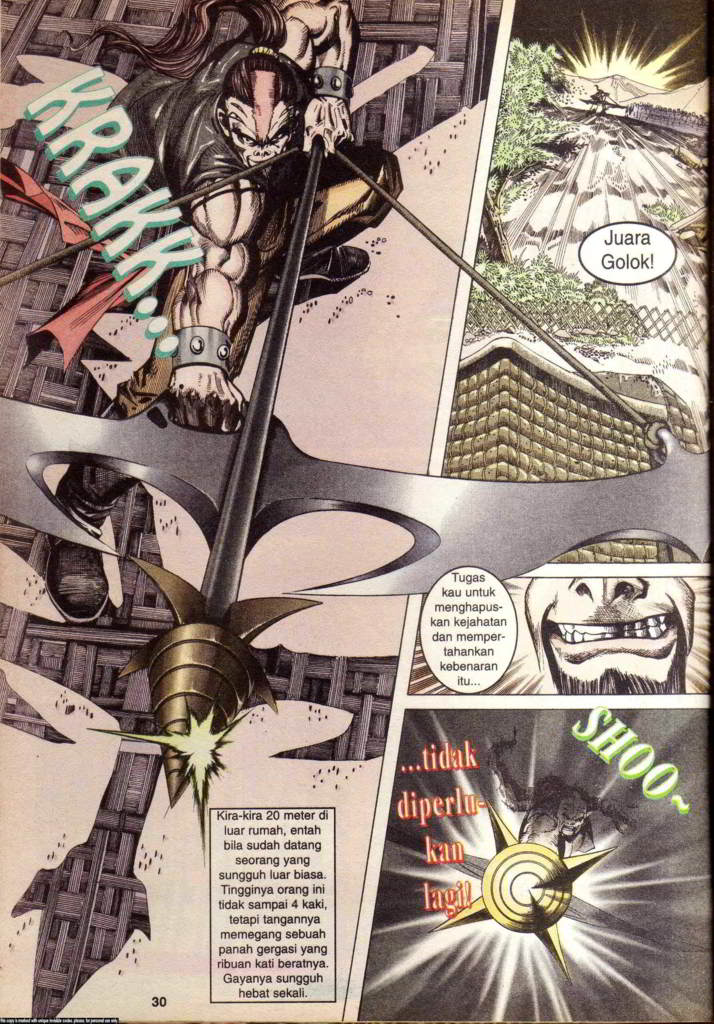 KRAKK...
Juara
Golok!
Tugas
kau untuk
menghapus-
kan kejahatan
dan memper-
tahankan
kebenaran
itu...
SHOO~
...tidak
diperlu-
kan
lagi!
Kira-kira 20 meter di
luar rumah, entah
bila sudah datang
seorang yang
sungguh luar biasa.
Tingginya orang ini
tidak sampai 4 kaki,
tetapi tangannya
memegang sebuah
panah gergasi yang
ribuan kati beratnya.
Gayanya sungguh
hebat sekali.
30